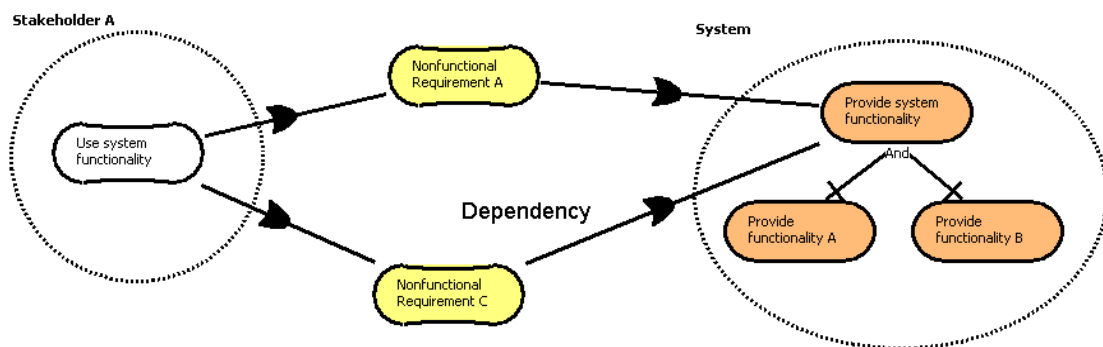 Stakeholder A
System
Nonfunctional
Requirement A
Provide system
functionality
Use system
functionality
And
Dependency
Provide
functionality A
Provide
functionality B
Nonfunctional
Requirement C